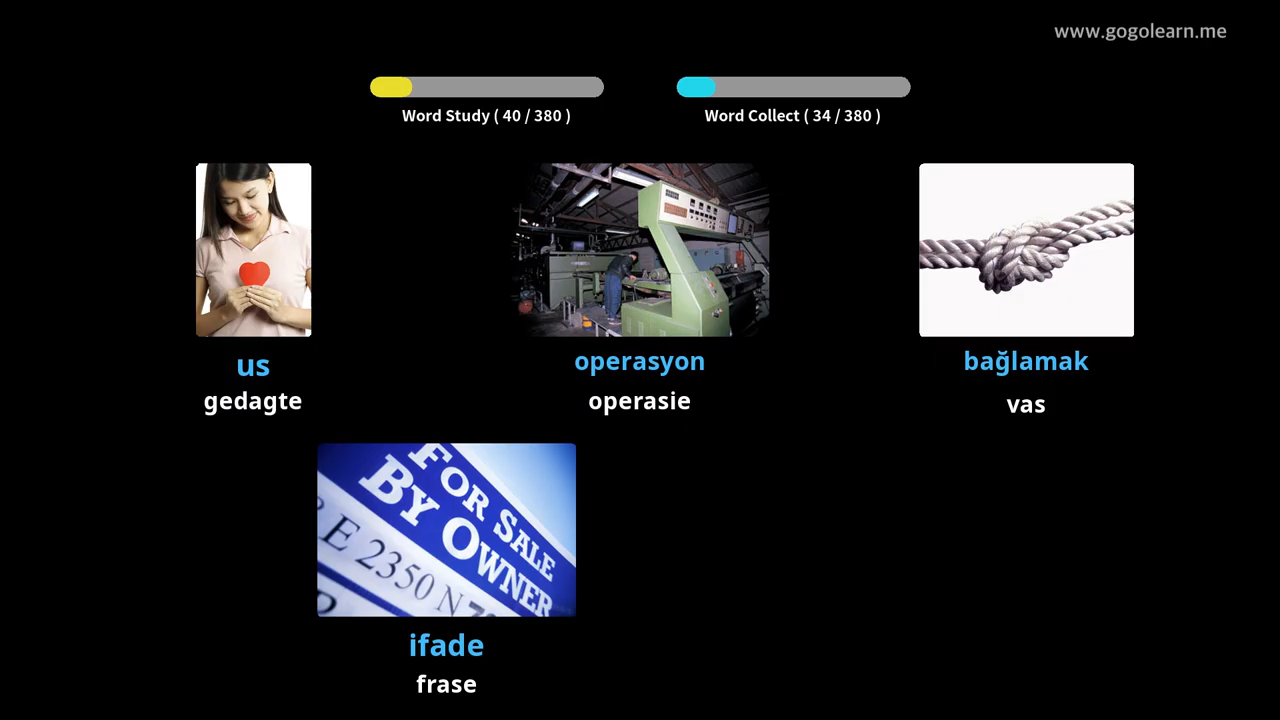 www.gogolearn.me
Word Study ( 40 / 380 )
Word Collect ( 34 / 380 )
us
gedagte
operasyon
operasie
bağlamak
vas
FOR SALE
BY OWNER
E 2350 N
ifade
frase